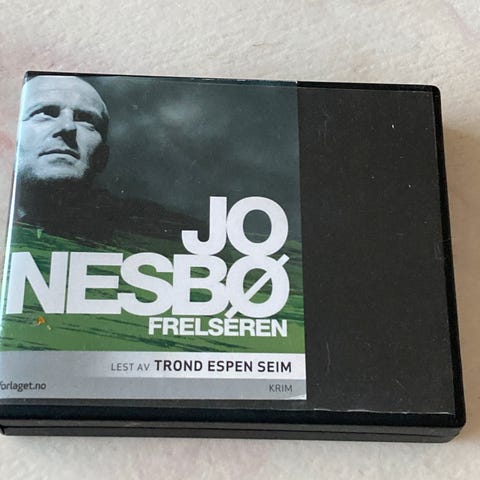 JO
NESBØ
FRELSEREN
LEST AV TROND ESPEN SEIM
forlaget.no
KRIM